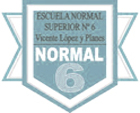 ESCUELA NORMAL
SUPERIOR Nº 6
Vicente López y Planes
NORMAL
6